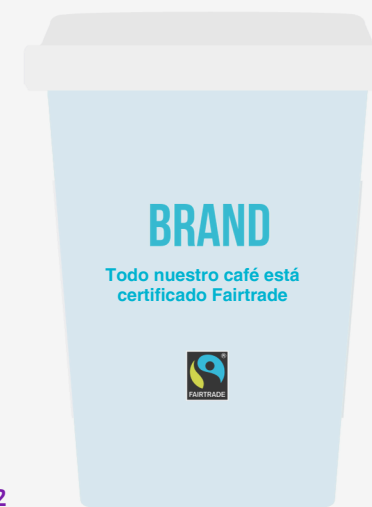 BRAND
Todo nuestro café está
certificado Fairtrade
®
FAIRTRADE
2